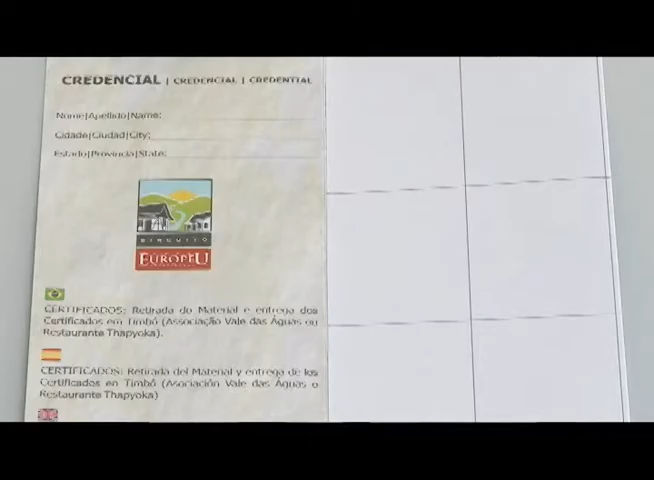 CREDENCIAL | CREDENCIAL | CREDENTIAL
Nome|Apellido|Name:
Cidade|Ciudad|City:
Estado|Provincia|State:
CIRCUITO
VALE EUROPEU
CERTIFICADOS: Retirada do Material e entrega dos
Certificados em Timbó (Associação Vale das Águas ou
Restaurante Thapyoka).
CERTIFICADOS: Retirada del Material y entrega de los
Certificados en Timbó (Asociación Vale das Águas o
Restaurante Thapyoka)